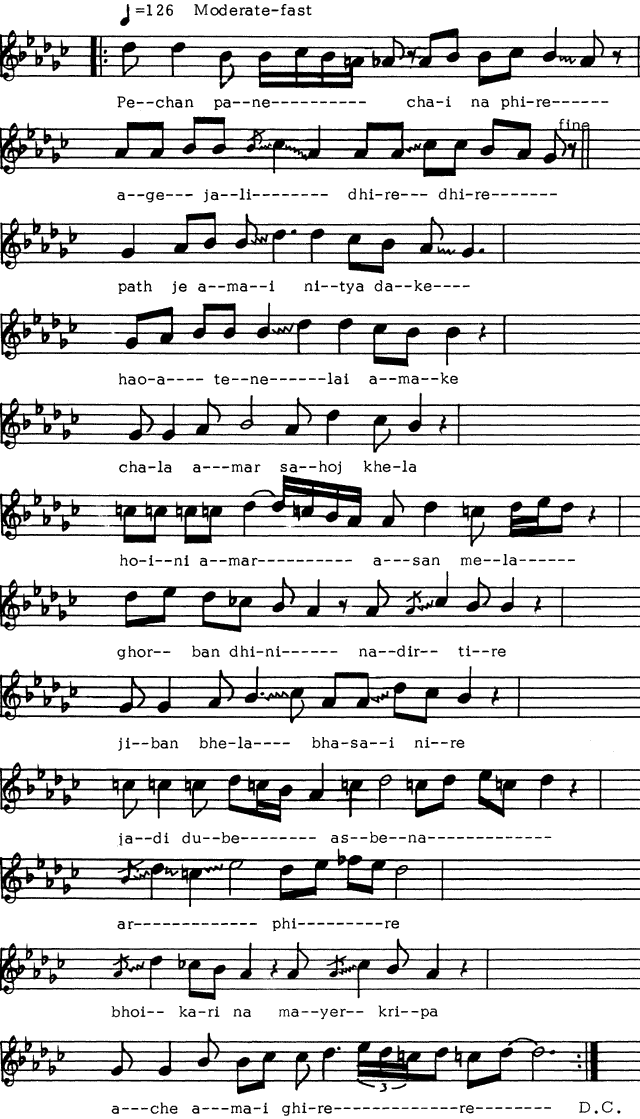 ♩=126 Moderate-fast
Pe--chan pa--ne---------- cha-i na phi-re------
fine
a--ge--- ja--li-------- dhi-re-- dhi-re-------
path je a--ma--i ni--tya da--ke----
hao-a---- te--ne------lai a--ma--ke
cha-la a---mar sa--hoj khe-la
ho-i--ni a--mar---------- a--san me--la------
ghor-- ban dhi-ni------ na--dir-- ti--re
ji--ban bhe-la---- bha-sa--i ni--re
ja--di du--be-------- as--be--na-------------
ar------------- phi---------re
bhoi-- ka-ri na ma--yer-- kri-pa
a---che a---ma-i ghi-re-------------re-------- D.C.
3